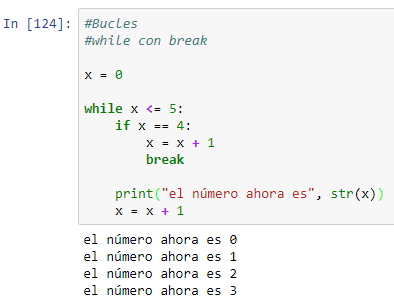 In [124]:
#Bucles
#while con break
x = 0
while x <= 5:
    if x == 4:
        x = x + 1
        break
    print("el número ahora es", str(x))
    x = x + 1
el número ahora es 0
el número ahora es 1
el número ahora es 2
el número ahora es 3